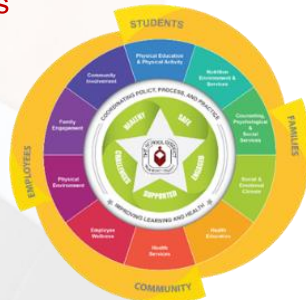 s
STUDENTS
Physical Education
& Physical Activity
Nutrition
Environment &
Services
Counseling,
Psychological
& Social
Services
Social &
Emotional
Climate
Health
Education
Health
Services
Employee
Wellness
Physical
Environment
Family
Engagement
Community
Involvement
FAMILIES
COMMUNITY
EMPLOYEES
COORDINATING POLICY, PROCESS, AND PRACTICE
IMPROVING LEARNING AND HEALTH
HEALTHY
SAFE
ENGAGED
SUPPORTED
CHALLENGED